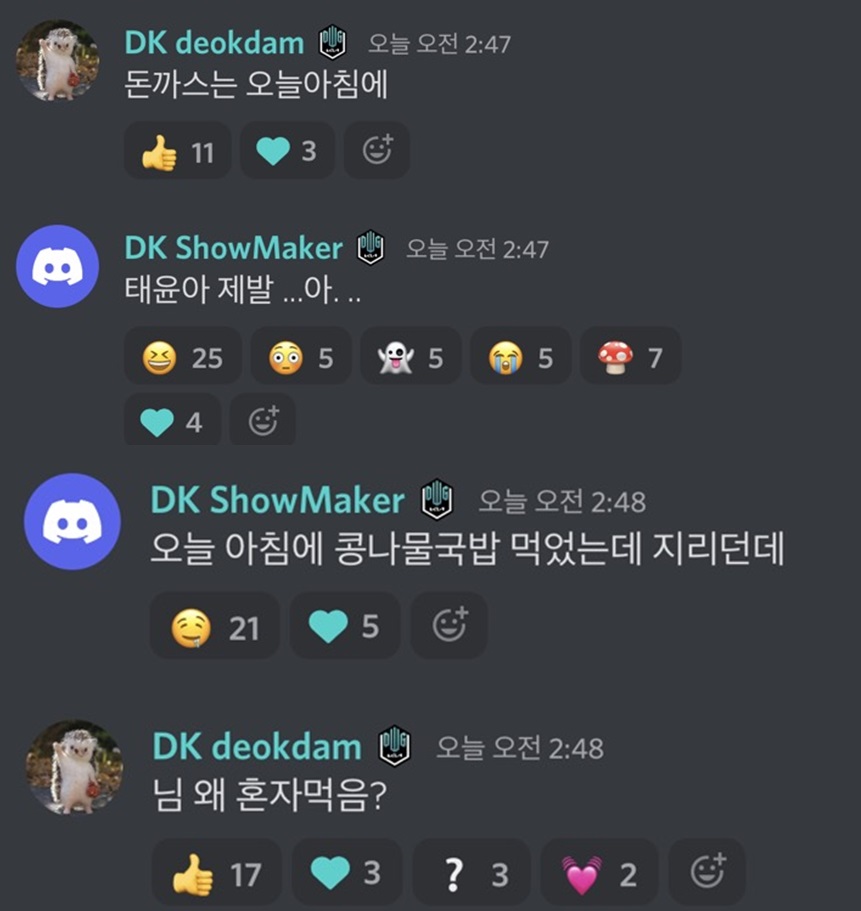 DK deokdam 오늘 오전 2:47
돈까스는 오늘아침에
11 3
DK ShowMaker 오늘 오전 2:47
태윤아 제발 ...아. ..
25 5 5 5 7
4
DK ShowMaker 오늘 오전 2:48
오늘 아침에 콩나물국밥 먹었는데 지리던데
21 5
DK deokdam 오늘 오전 2:48
님 왜 혼자먹음?
17 3 ? 3 2